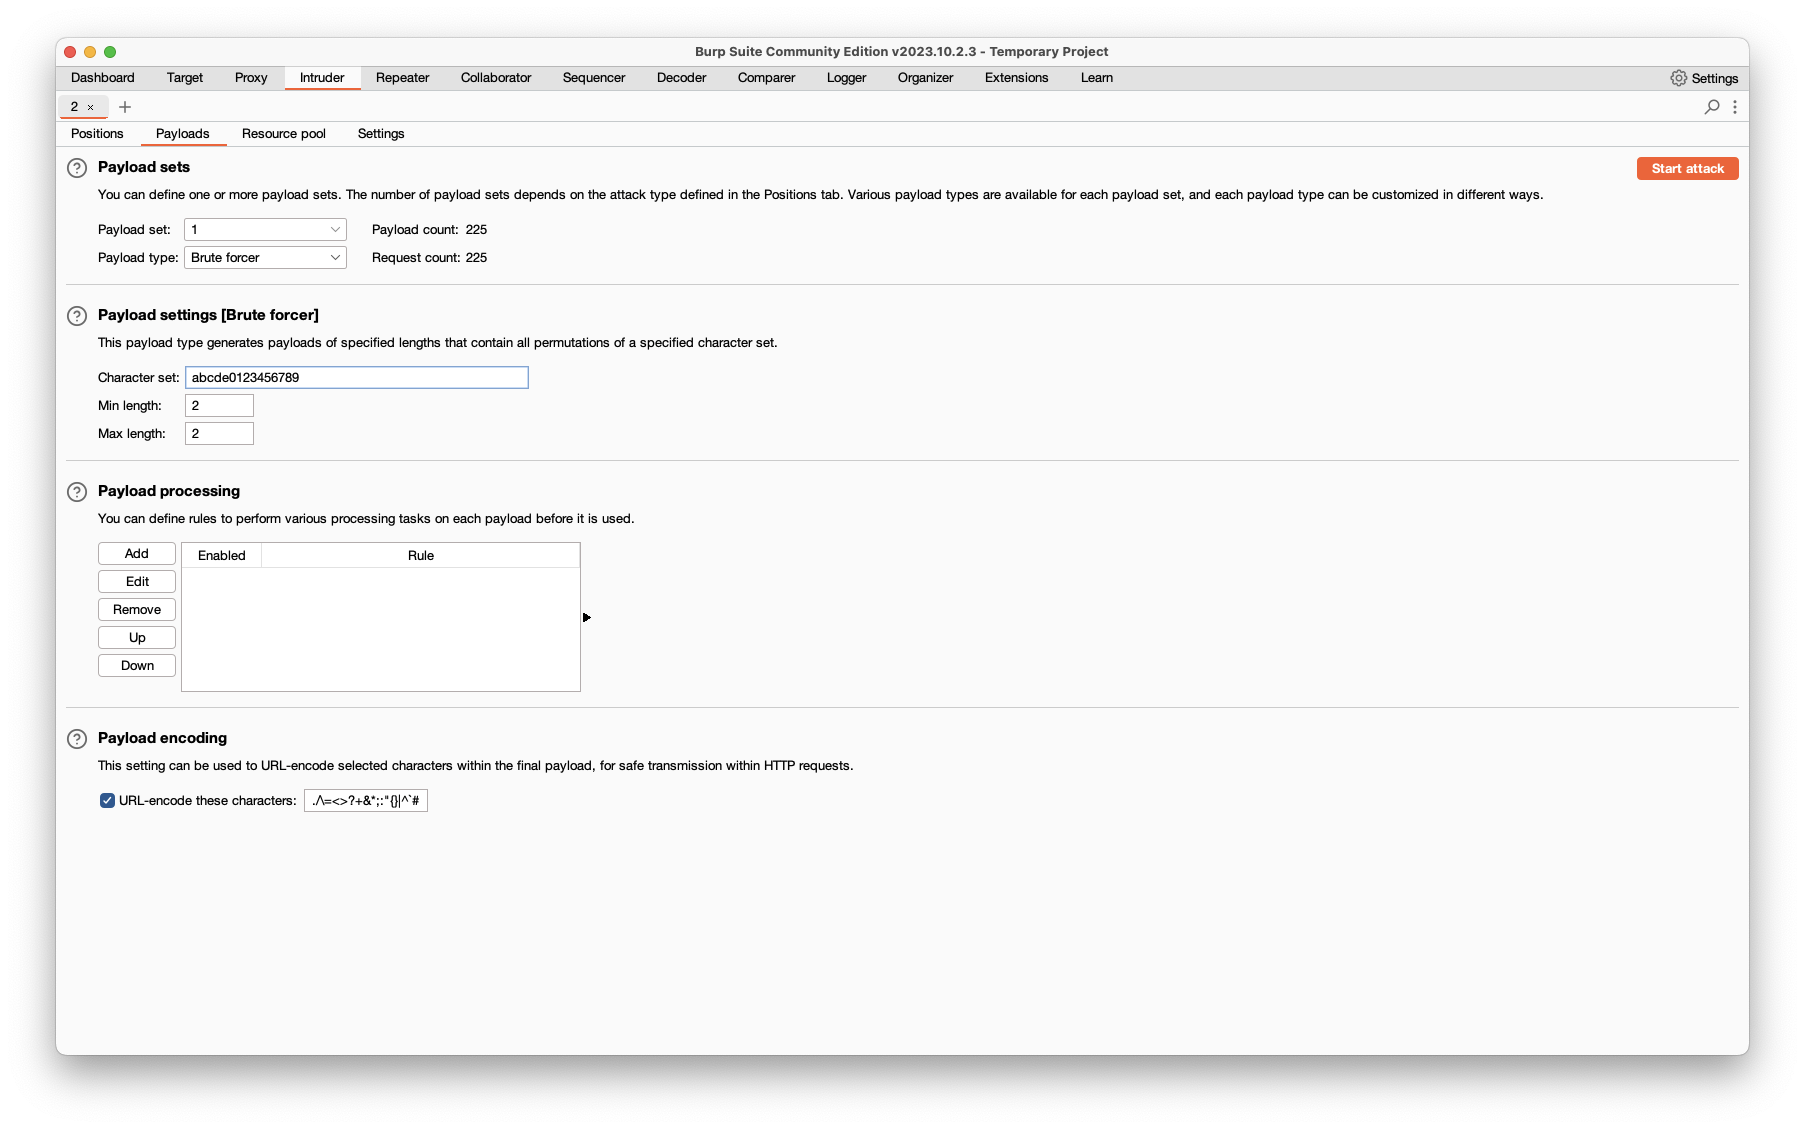 Burp Suite Community Edition v2023.10.2.3 - Temporary Project
Dashboard Target Proxy Intruder Repeater Collaborator Sequencer Decoder Comparer Logger Organizer Extensions Learn Settings
2 × +
Positions Payloads Resource pool Settings
? Payload sets
Start attack
You can define one or more payload sets. The number of payload sets depends on the attack type defined in the Positions tab. Various payload types are available for each payload set, and each payload type can be customized in different ways.
Payload set: 1 Payload count: 225
Payload type: Brute forcer Request count: 225
? Payload settings [Brute forcer]
This payload type generates payloads of specified lengths that contain all permutations of a specified character set.
Character set: abcde0123456789
Min length: 2
Max length: 2
? Payload processing
You can define rules to perform various processing tasks on each payload before it is used.
Add Enabled Rule
Edit
Remove
Up
Down
? Payload encoding
This setting can be used to URL-encode selected characters within the final payload, for safe transmission within HTTP requests.
URL-encode these characters: ./\=<>?+&*;:"{}|^`#